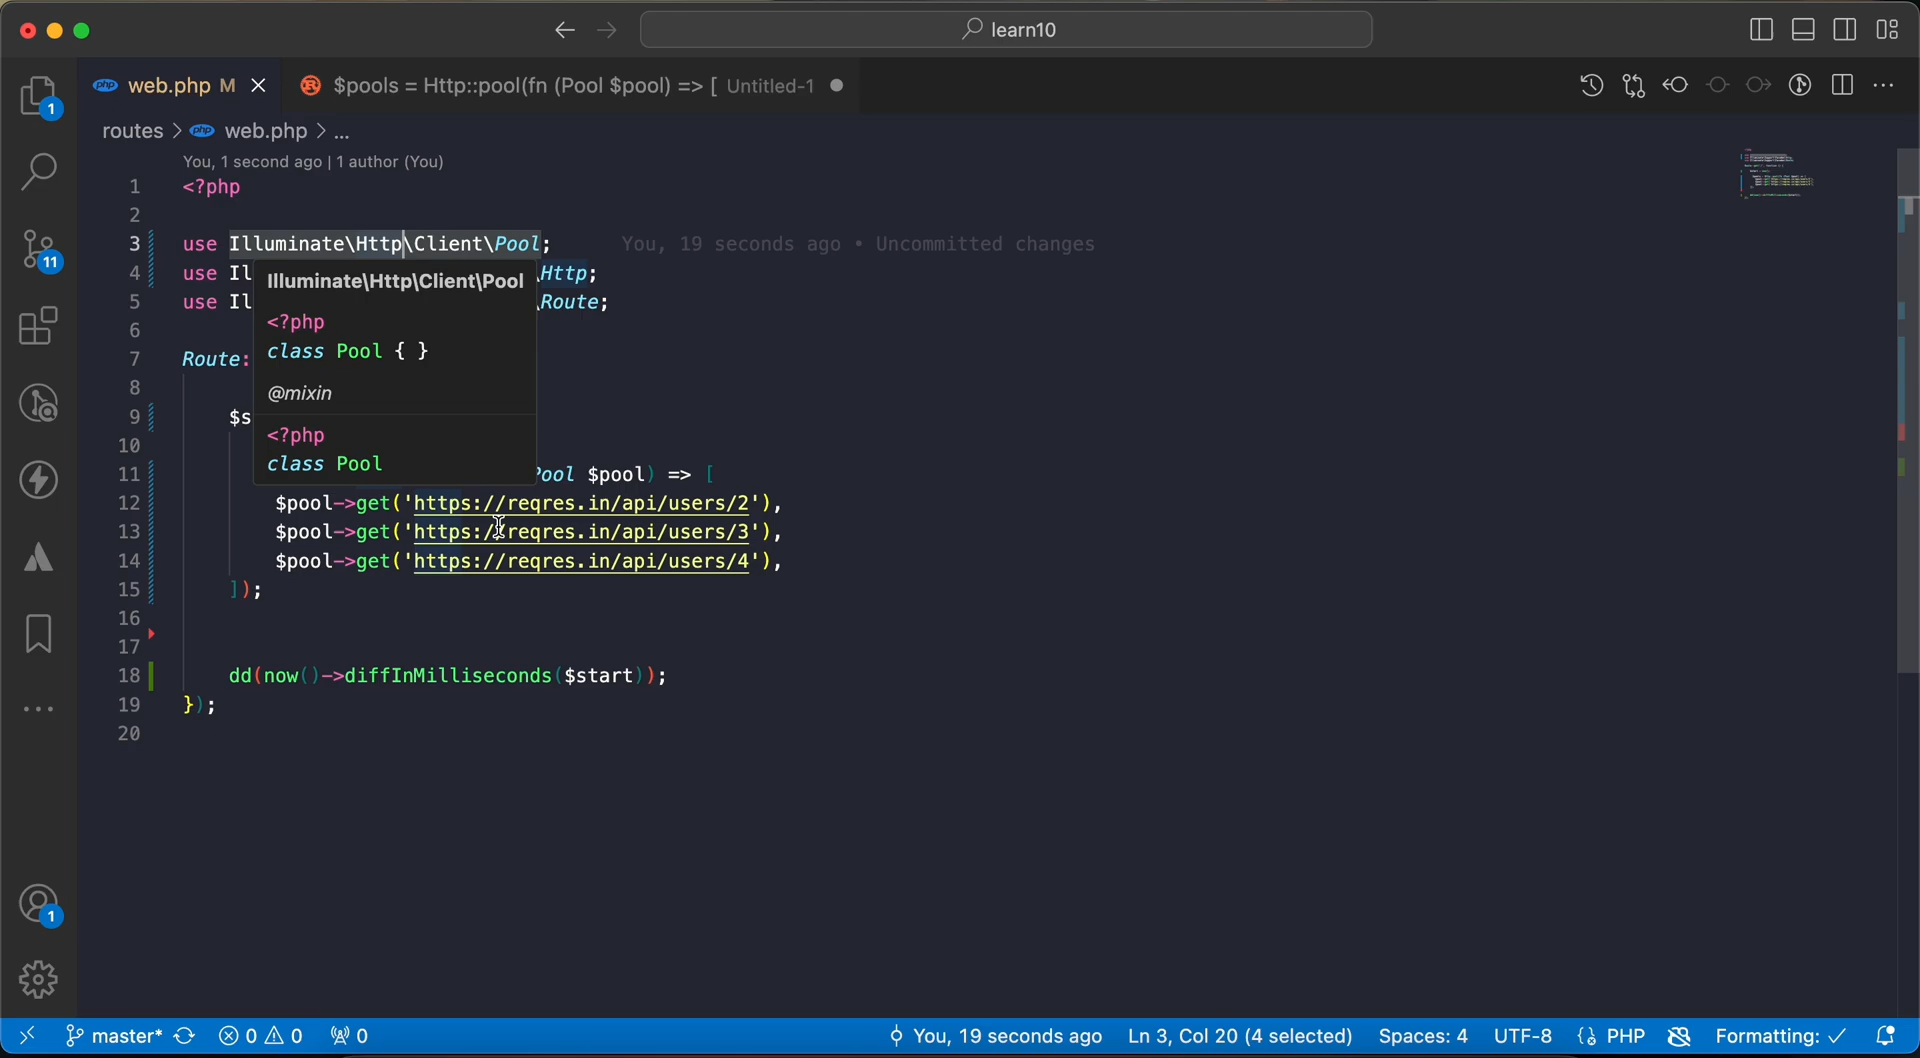 learn10
web.php M
$pools = Http::pool(fn (Pool $pool) => [ Untitled-1
routes > web.php > ...
You, 1 second ago | 1 author (You)
1 <?php
2
3 use Illuminate\Http\Client\Pool; You, 19 seconds ago • Uncommitted changes
4 use Il \Http;
5 use Il \Route;
6
7 Route:
8
9 $s
10
11 Pool $pool) => [
12 $pool->get('https://reqres.in/api/users/2'),
13 $pool->get('https://reqres.in/api/users/3'),
14 $pool->get('https://reqres.in/api/users/4'),
15 ]);
16
17
18 dd(now()->diffInMilliseconds($start));
19 });
20
Illuminate\Http\Client\Pool
<?php
class Pool { }
@mixin
<?php
class Pool
1
11
1
master* 0 0 0 You, 19 seconds ago Ln 3, Col 20 (4 selected) Spaces: 4 UTF-8 {} PHP Formatting: ✓